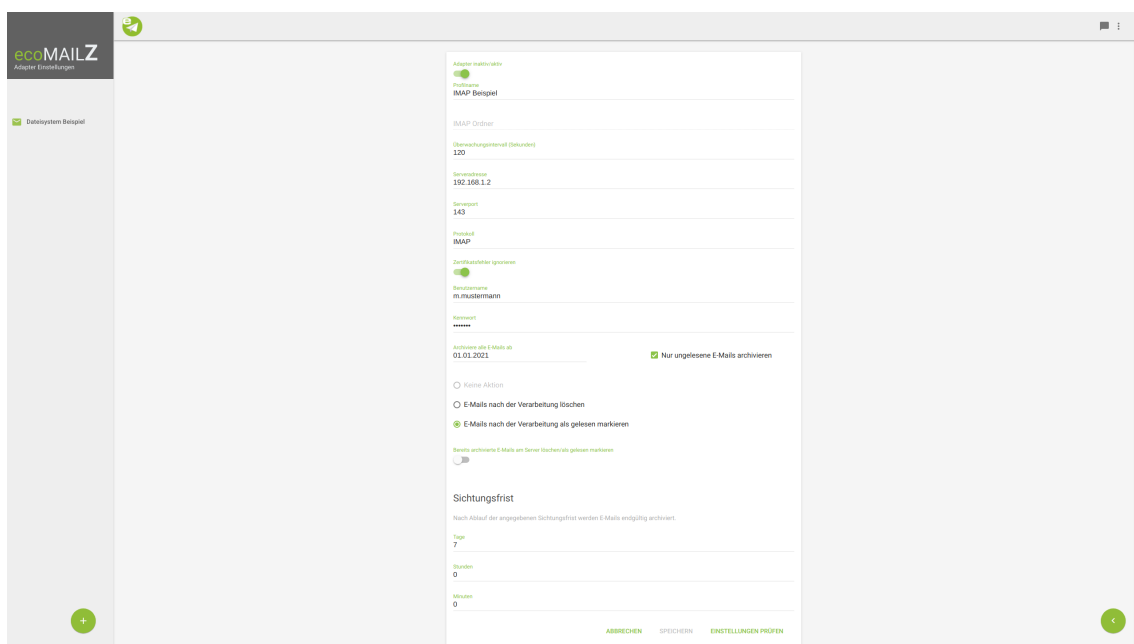 ecoMAILZ
Adapter Einstellungen
Dateisystem Beispiel
Adapter inaktiv/aktiv
Profilname
IMAP Beispiel
IMAP Ordner
Überwachungsintervall (Sekunden)
120
Serveradresse
192.168.1.2
Serverport
143
Protokoll
IMAP
Zertifikatsfehler ignorieren
Benutzername
m.mustermann
Kennwort
•••••••
Archiviere alle E-Mails ab
01.01.2021
Nur ungelesene E-Mails archivieren
Keine Aktion
E-Mails nach der Verarbeitung löschen
E-Mails nach der Verarbeitung als gelesen markieren
Bereits archivierte E-Mails am Server löschen/als gelesen markieren
Sichtungsfrist
Nach Ablauf der angegebenen Sichtungsfrist werden E-Mails endgültig archiviert.
Tage
7
Stunden
0
Minuten
0
ABBRECHEN SPEICHERN EINSTELLUNGEN PRÜFEN